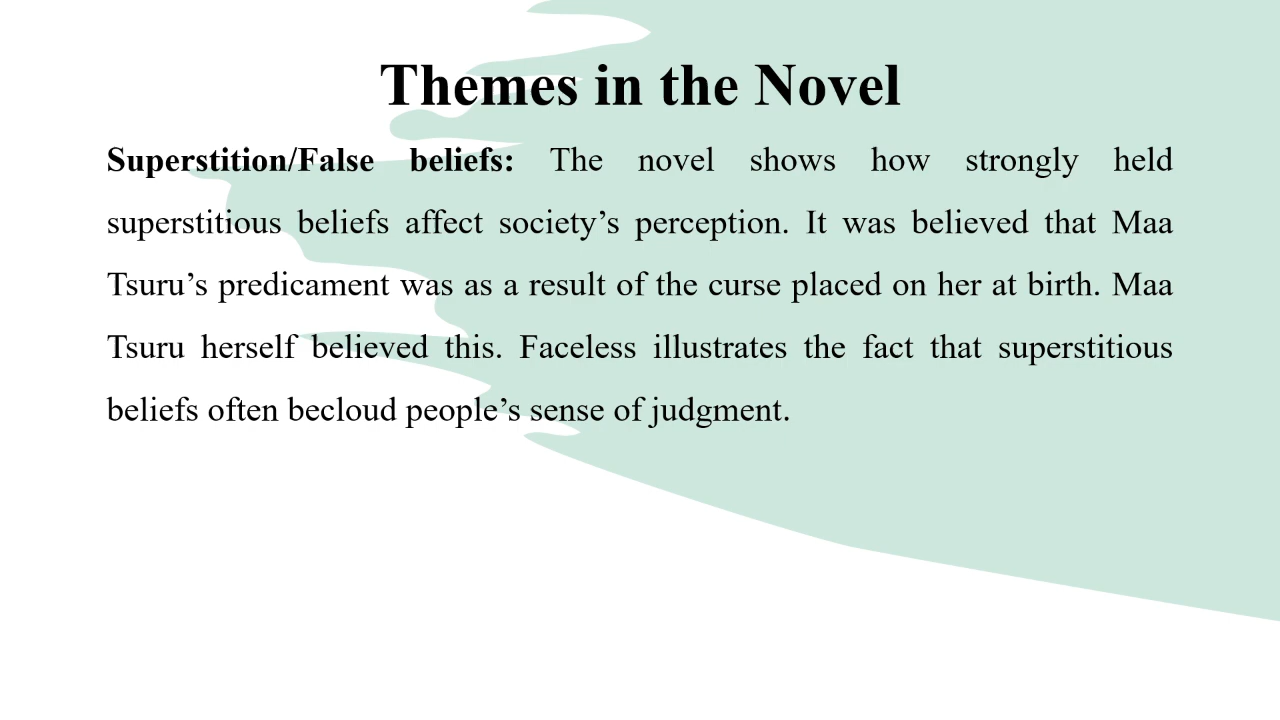 Themes in the Novel
Superstition/False beliefs: The novel shows how strongly held
superstitious beliefs affect society’s perception. It was believed that Maa
Tsuru’s predicament was as a result of the curse placed on her at birth. Maa
Tsuru herself believed this. Faceless illustrates the fact that superstitious
beliefs often becloud people’s sense of judgment.